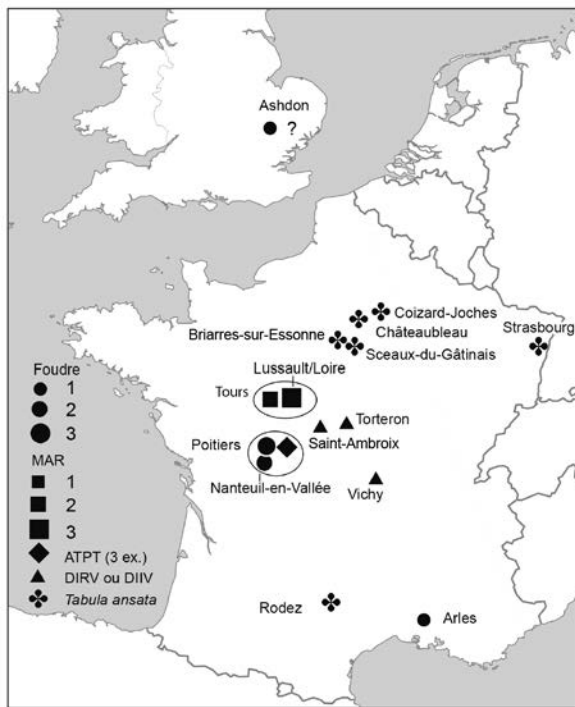 Ashdon
?
Coizard-Joches
Châteaubleau
Briarres-sur-Essonne
Strasbourg
Sceaux-du-Gâtinais
Lussault/Loire
Tours
Torteron
Saint-Ambroix
Poitiers
Nanteuil-en-Vallée
Vichy
Rodez
Arles
Foudre
1
2
3
MAR
1
2
3
ATPT (3 ex.)
DIRV ou DIIV
Tabula ansata